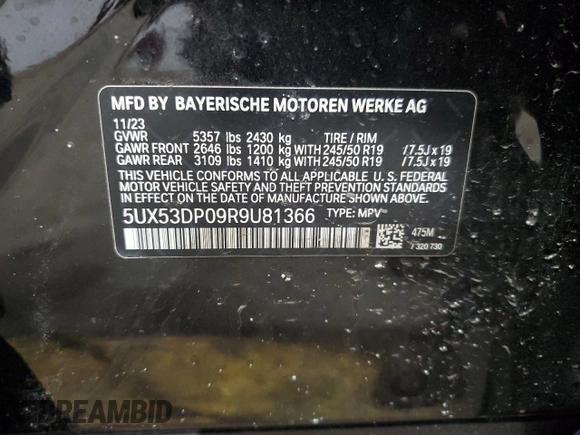 MFD BY BAYERISCHE MOTOREN WERKE AG
11/23
GVWR 5357 lbs 2430 kg TIRE / RIM
GAWR FRONT 2646 lbs 1200 kg WITH 245/50 R19 /7.5J x 19
GAWR REAR 3109 lbs 1410 kg WITH 245/50 R19 /7.5J x 19
THIS VEHICLE CONFORMS TO ALL APPLICABLE U.S. FEDERAL
MOTOR VEHICLE SAFETY, BUMPER, AND THEFT PREVENTION STANDARDS
IN EFFECT ON THE DATE OF MANUFACTURE SHOWN ABOVE.
5UX53DP09R9U81366 TYPE: MPV
475M
7 320 730
DREAMBID